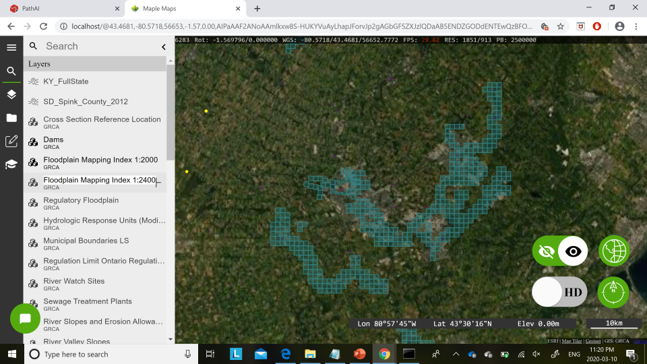 PathAI
Maple Maps
localhost/@43.4681,-80.5718,56653,-1.57,0.00,
6283 Rot: -1.569796/0.000000 WGS: -80.5718/43.4681/56652.7772 FPS: 29.82 RES: 1851/913 PB: 2500000
Search
Layers
KY_FullState
SD_Spink_County_2012
Cross Section Reference Location
GRCA
Dams
GRCA
Floodplain Mapping Index 1:2000
GRCA
Floodplain Mapping Index 1:2400
GRCA
Regulatory Floodplain
GRCA
Hydrologic Response Units (Modi...
GRCA
Municipal Boundaries LS
GRCA
Regulation Limit Ontario Regulati...
GRCA
River Watch Sites
GRCA
Sewage Treatment Plants
GRCA
River Slopes and Erosion Allowa...
GRCA
River Valley Slopes
HD
Lon 80°57'45"W Lat 43°30'16"N Elev 0.00m
10km
ESRI - Map Tiler - Geonet - GIS-GRCA
Type here to search
ENG
11:20 PM
2020-03-10